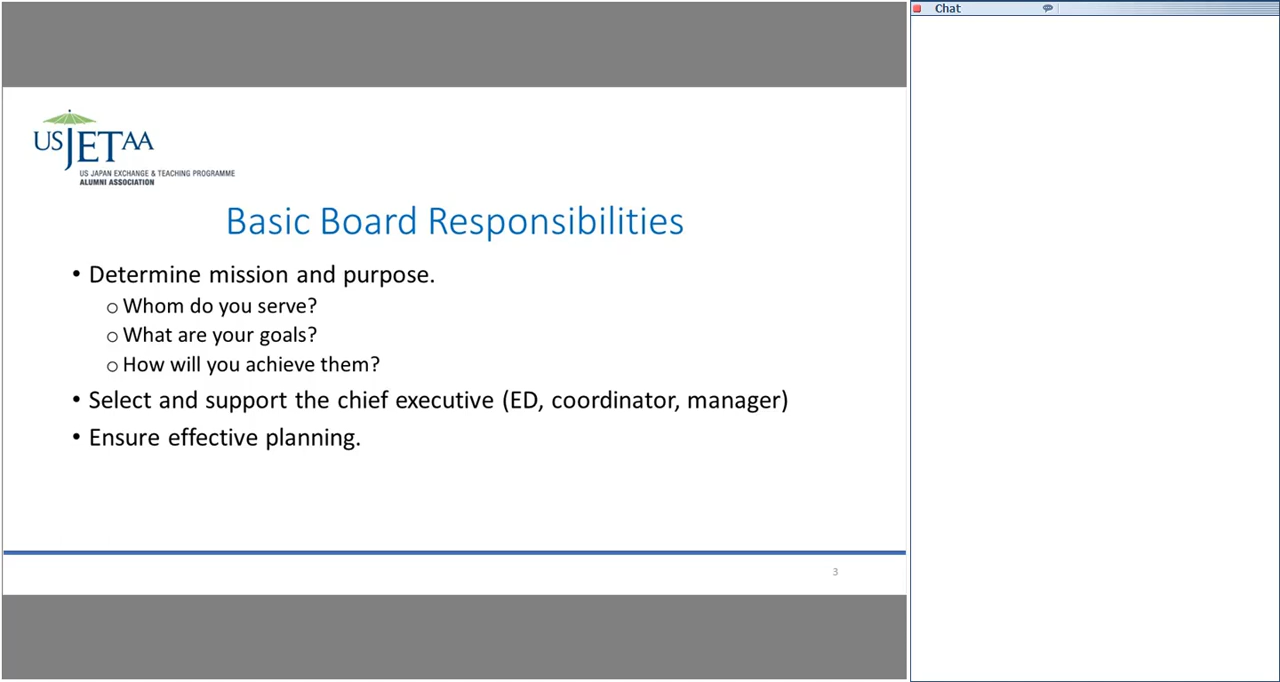 Chat
US JET AA
US JAPAN EXCHANGE & TEACHING PROGRAMME
ALUMNI ASSOCIATION
Basic Board Responsibilities
• Determine mission and purpose.
o Whom do you serve?
o What are your goals?
o How will you achieve them?
• Select and support the chief executive (ED, coordinator, manager)
• Ensure effective planning.
3